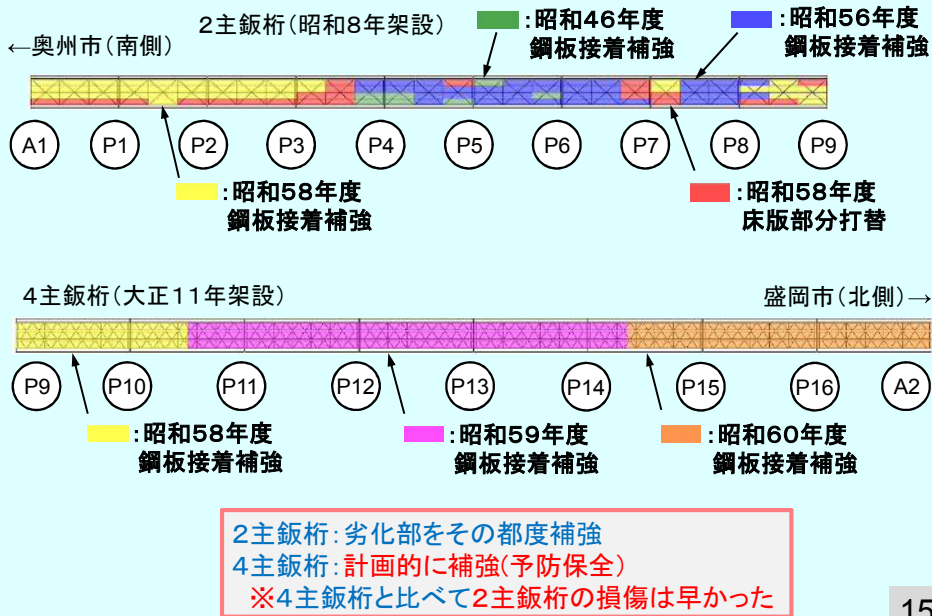 2主鈑桁(昭和8年架設)
:昭和46年度
鋼板接着補強
:昭和56年度
鋼板接着補強
←奥州市(南側)
A1 P1 P2 P3 P4 P5 P6 P7 P8 P9
:昭和58年度
鋼板接着補強
:昭和58年度
床版部分打替
4主鈑桁(大正11年架設)
盛岡市(北側)→
P9 P10 P11 P12 P13 P14 P15 P16 A2
:昭和58年度
鋼板接着補強
:昭和59年度
鋼板接着補強
:昭和60年度
鋼板接着補強
2主鈑桁:劣化部をその都度補強
4主鈑桁:計画的に補強(予防保全)
※4主鈑桁と比べて2主鈑桁の損傷は早かった
15